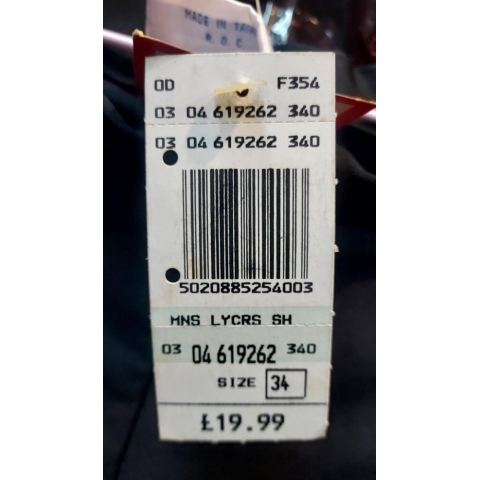 MADE IN TAIWAN
R.O.C
OD F354
03 04 619262 340
03 04 619262 340
5020885254003
MNS LYCRS SH
03 04 619262 340
SIZE 34
£19.99